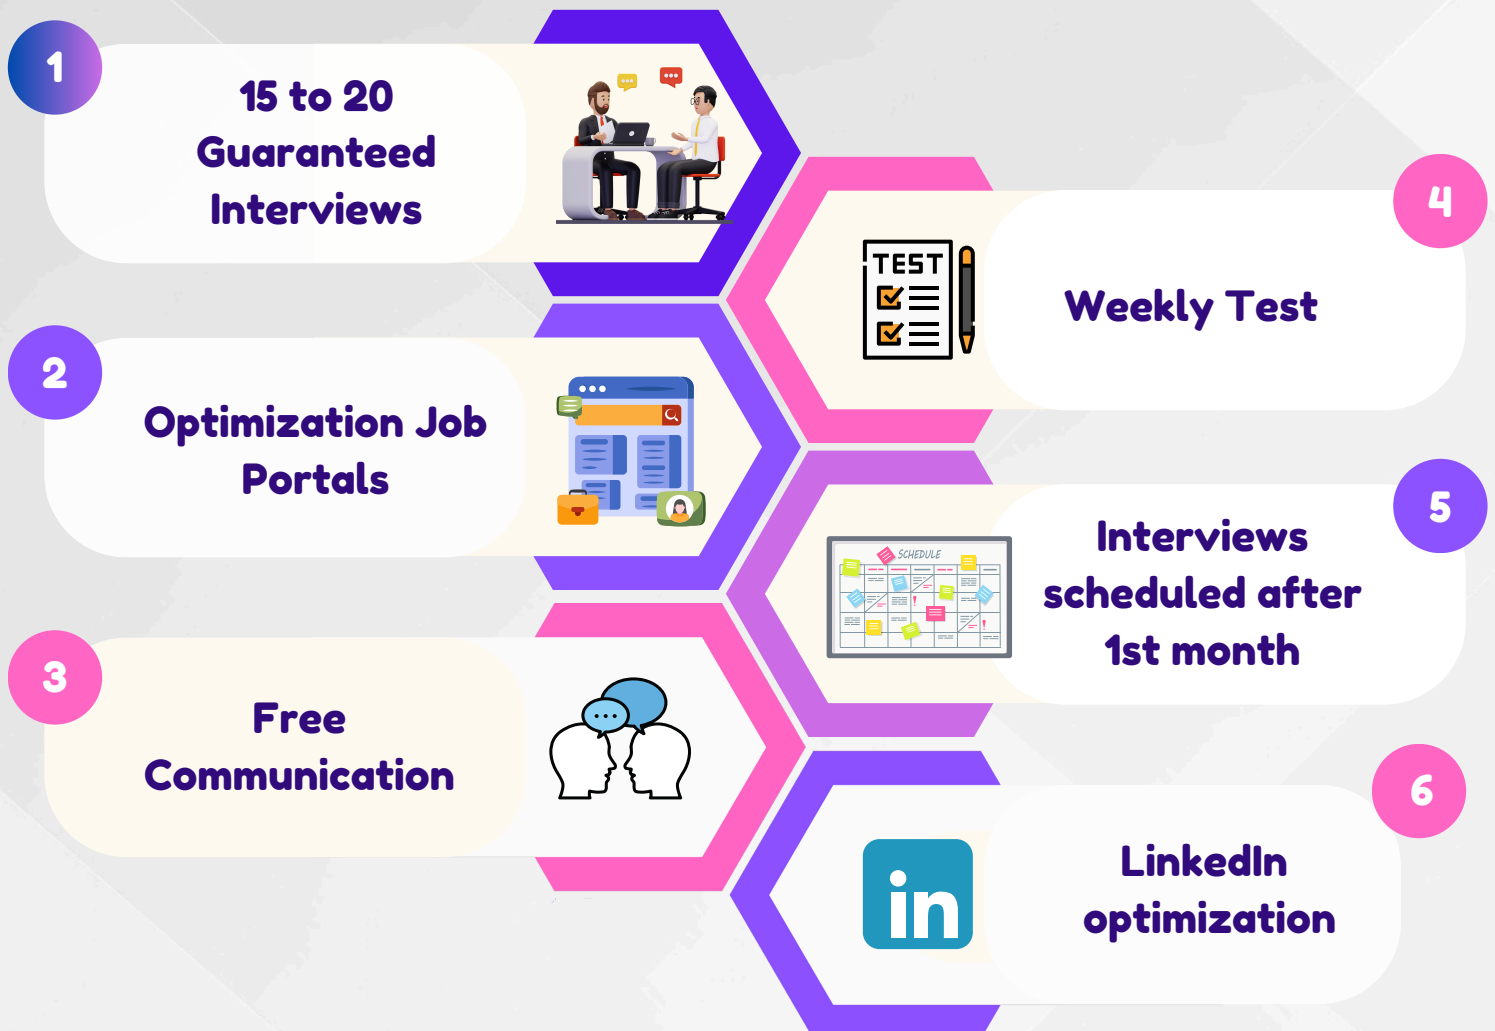 1
15 to 20
Guaranteed
Interviews
2
Optimization Job
Portals
3
Free
Communication
4
TEST
Weekly Test
5
SCHEDULE
Interviews
scheduled after
1st month
6
in
LinkedIn
optimization